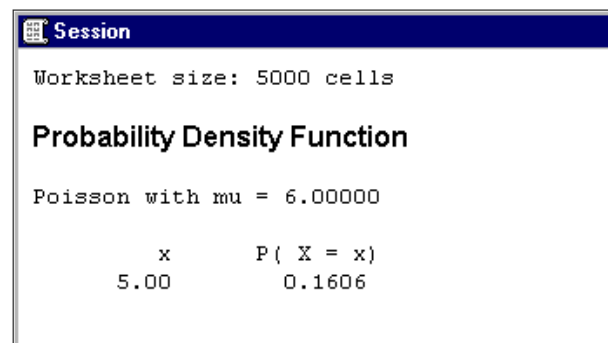 Session
Worksheet size: 5000 cells
Probability Density Function
Poisson with mu = 6.00000
x P( X = x)
5.00 0.1606